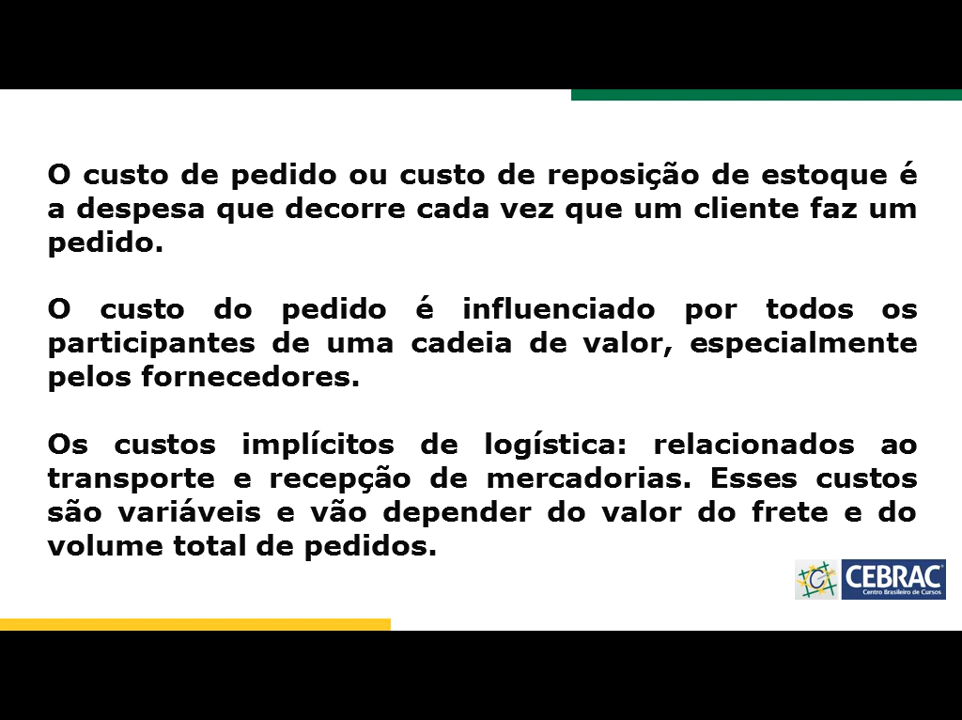 O custo de pedido ou custo de reposição de estoque é
a despesa que decorre cada vez que um cliente faz um
pedido.
O custo do pedido é influenciado por todos os
participantes de uma cadeia de valor, especialmente
pelos fornecedores.
Os custos implícitos de logística: relacionados ao
transporte e recepção de mercadorias. Esses custos
são variáveis e vão depender do valor do frete e do
volume total de pedidos.
C CEBRAC®
Centro Brasileiro de Cursos